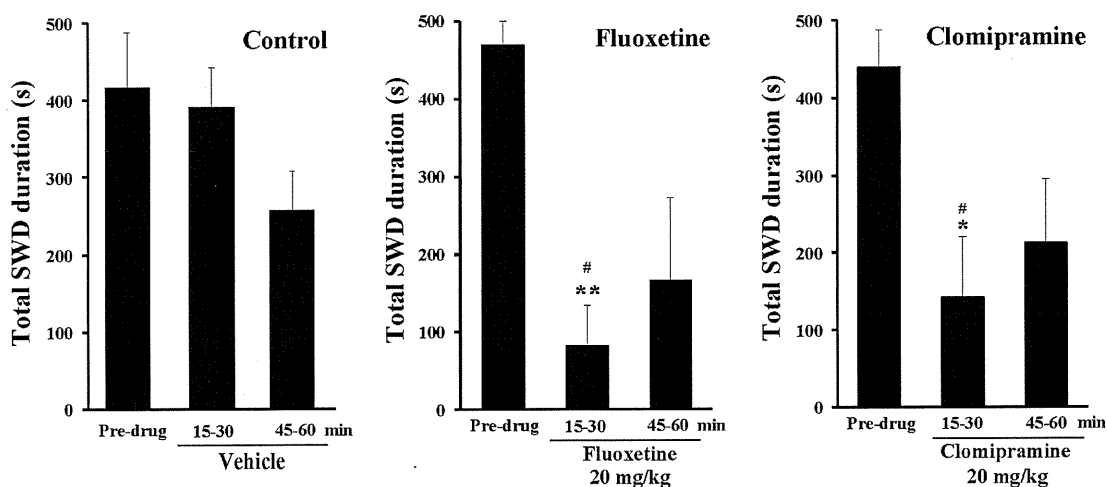 Control
Total SWD duration (s)
500
400
300
200
100
0
Pre-drug 15-30 45-60 min
Vehicle
Fluoxetine
Total SWD duration (s)
500
400
300
200
100
0
#
**
Pre-drug 15-30 45-60 min
Fluoxetine
20 mg/kg
Clomipramine
Total SWD duration (s)
500
400
300
200
100
0
#
*
Pre-drug 15-30 45-60 min
Clomipramine
20 mg/kg